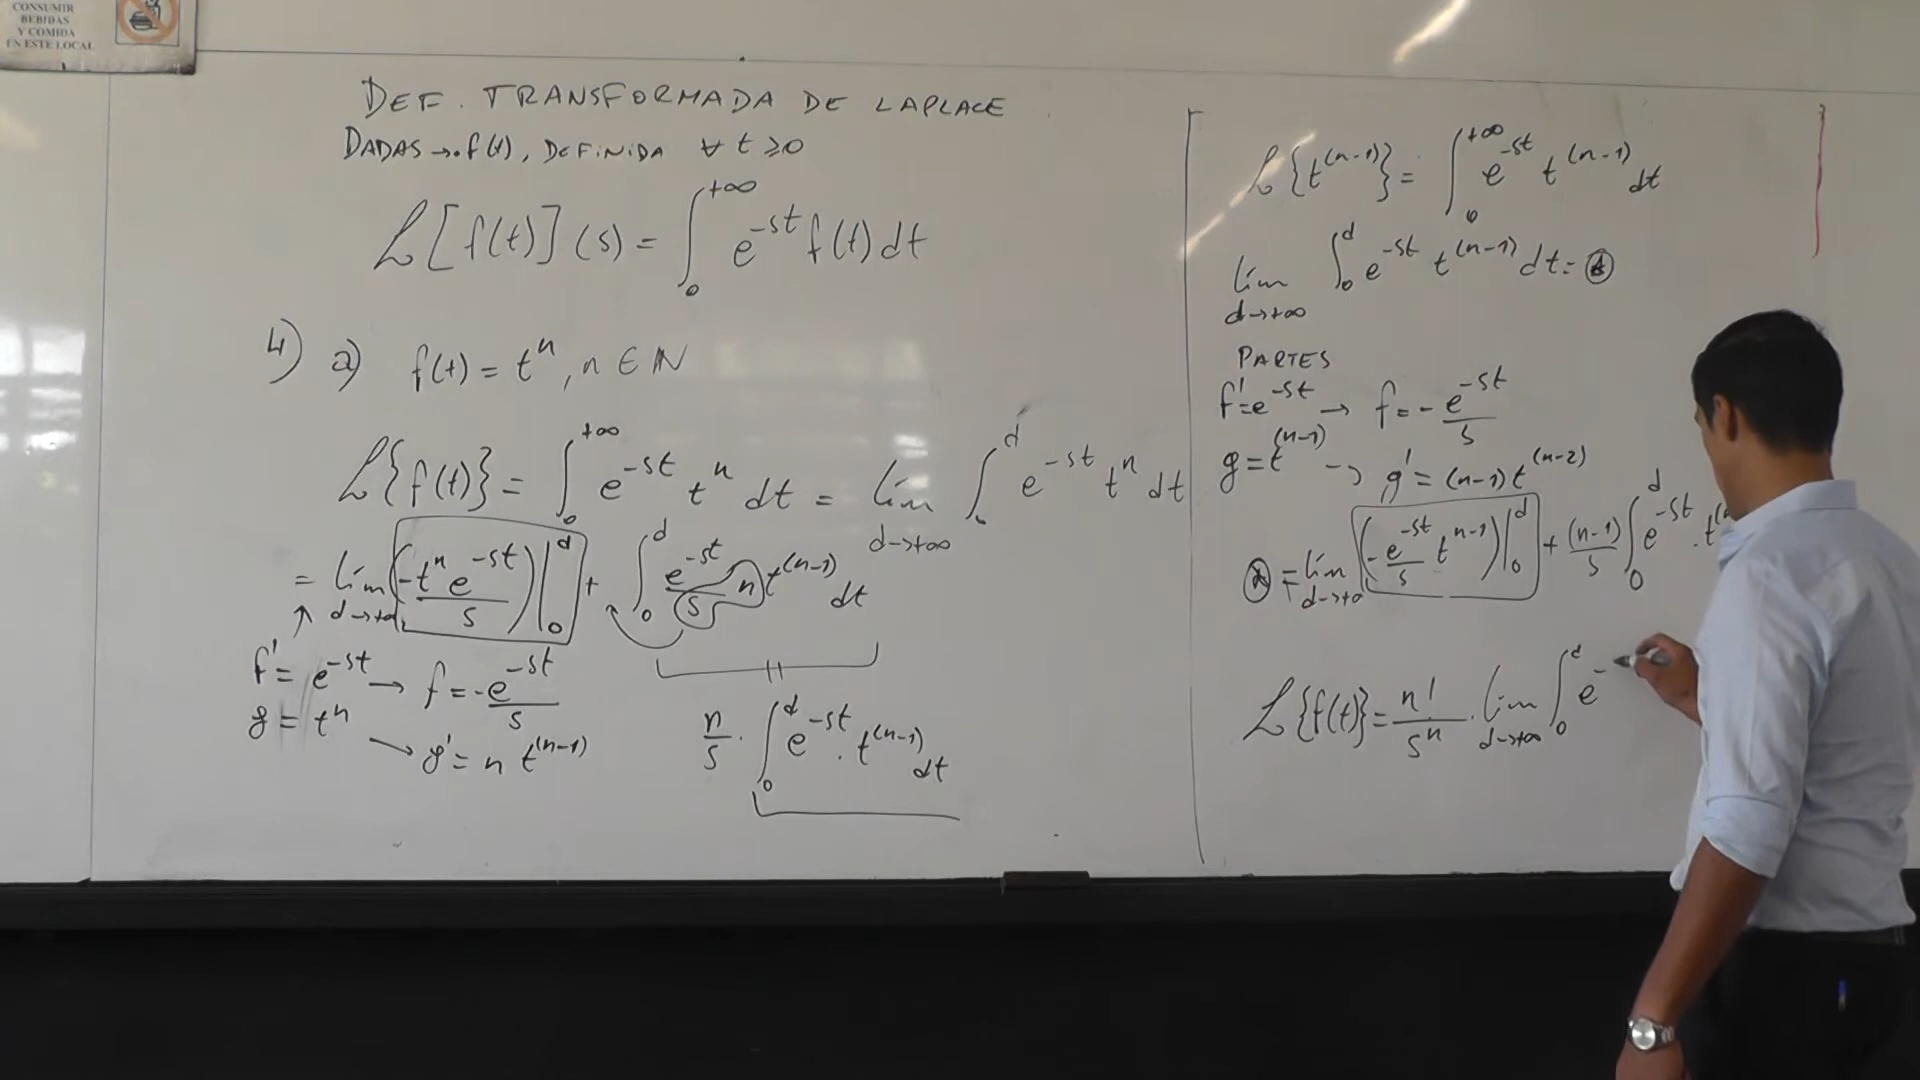 CONSUMIR
BEBIDAS
Y COMIDA
EN ESTE LOCAL
DEF. TRANSFORMADA DE LAPLACE
DADAS → f(t), DEFINIDA ∀ t ≥ 0
ℒ[f(t)](s) = ∫₀^{+∞} e^{-st} f(t) dt
4) a) f(t) = t^n, n ∈ ℕ
ℒ{f(t)} = ∫₀^{+∞} e^{-st} t^n dt = lím_{d→+∞} ∫₀^d e^{-st} t^n dt
= lím_{d→+∞} (-t^n e^{-st}/s)|₀^d + ∫₀^d e^{-st}/s n t^{(n-1)} dt
f' = e^{-st} → f = -e^{-st}/s
g = t^n → g' = n t^{(n-1)}
n/s · ∫₀^d e^{-st} · t^{(n-1)} dt
ℒ{t^{(n-1)}} = ∫₀^{+∞} e^{-st} t^{(n-1)} dt
lím_{d→+∞} ∫₀^d e^{-st} t^{(n-1)} dt =
PARTES
f' = e^{-st} → f = -e^{-st}/s
g = t^{(n-1)} → g' = (n-1) t^{(n-2)}
= lím_{d→+∞} (-e^{-st}/s t^{n-1})|₀^d + (n-1)/s ∫₀^d e^{-st} · t^{(
ℒ{f(t)} = n!/s^n · lím_{d→+∞} ∫₀^d e^-